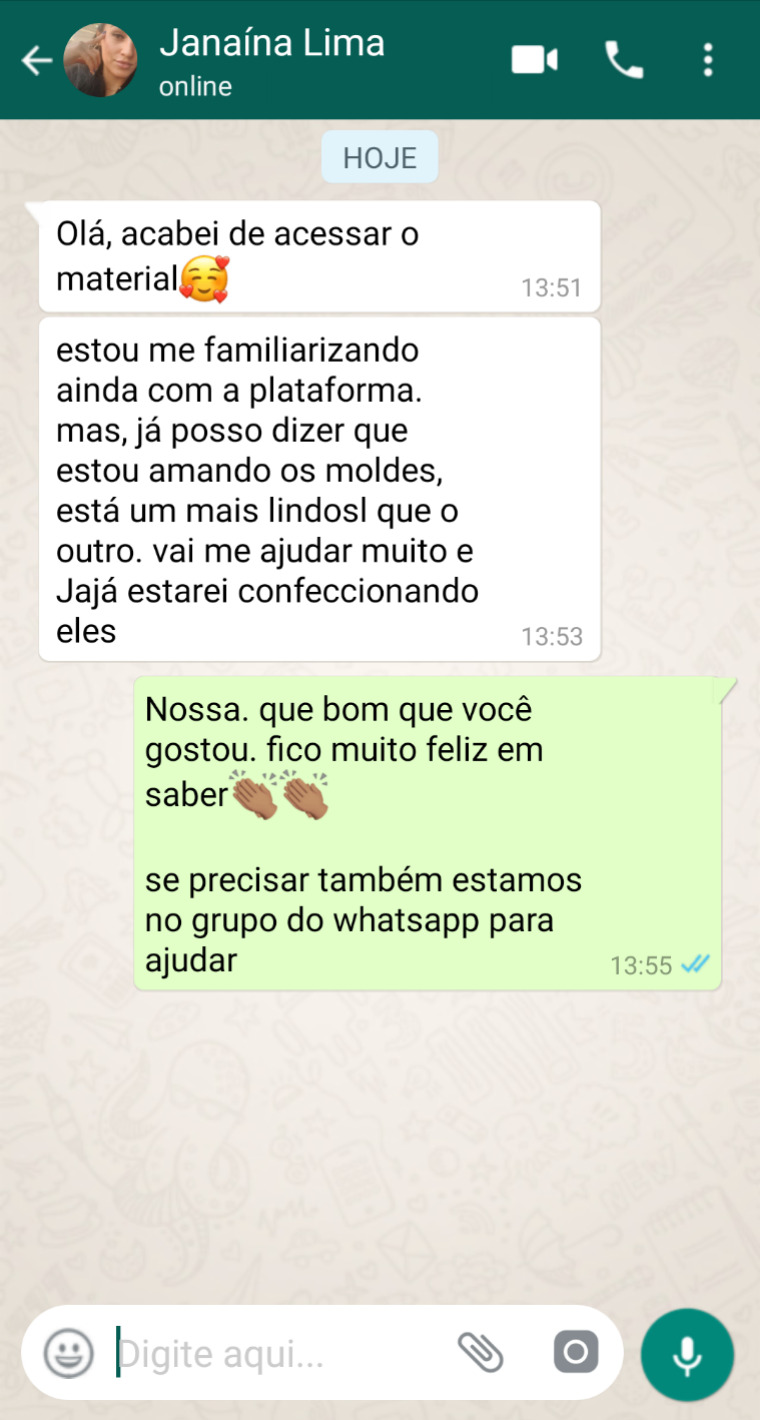 Janaína Lima
online
HOJE
Olá, acabei de acessar o
material🥰
13:51
estou me familiarizando
ainda com a plataforma.
mas, já posso dizer que
estou amando os moldes,
está um mais lindosl que o
outro. vai me ajudar muito e
Jajá estarei confeccionando
eles
13:53
Nossa. que bom que você
gostou. fico muito feliz em
saber👏🏽👏🏽
se precisar também estamos
no grupo do whatsapp para
ajudar
13:55
Digite aqui...